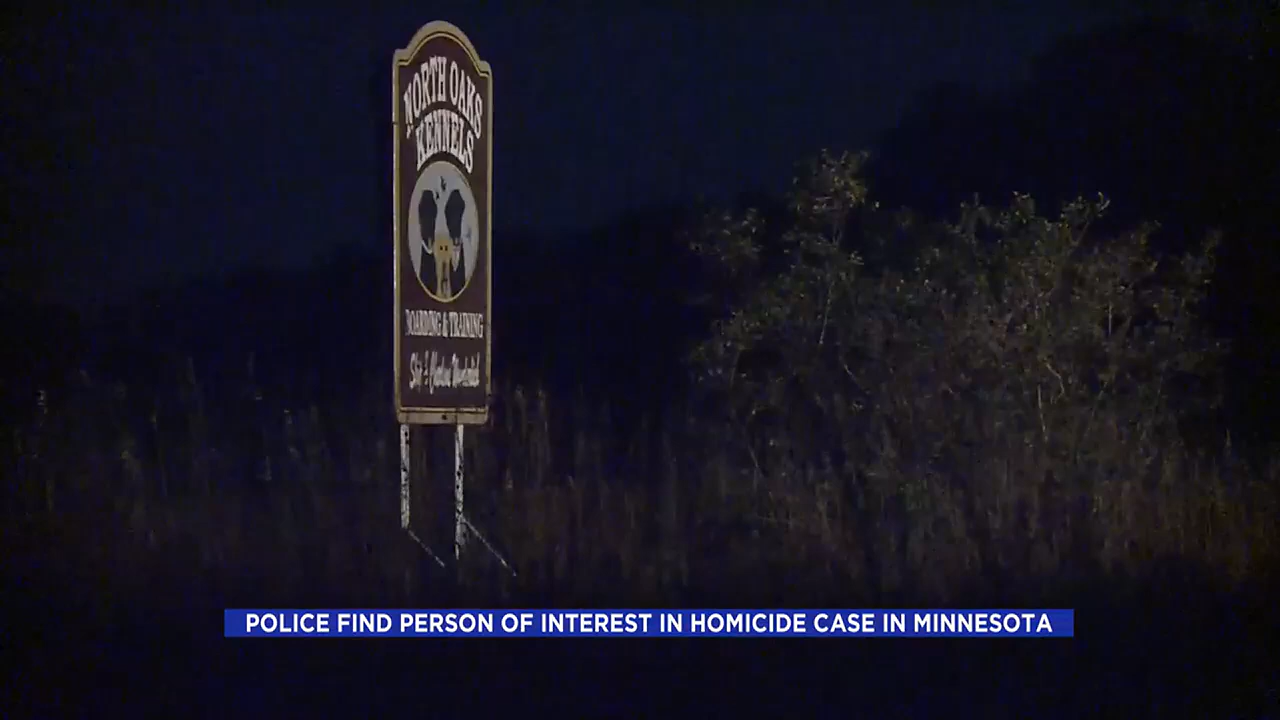 NORTH OAKS
KENNELS
BOARDING & TRAINING
POLICE FIND PERSON OF INTEREST IN HOMICIDE CASE IN MINNESOTA